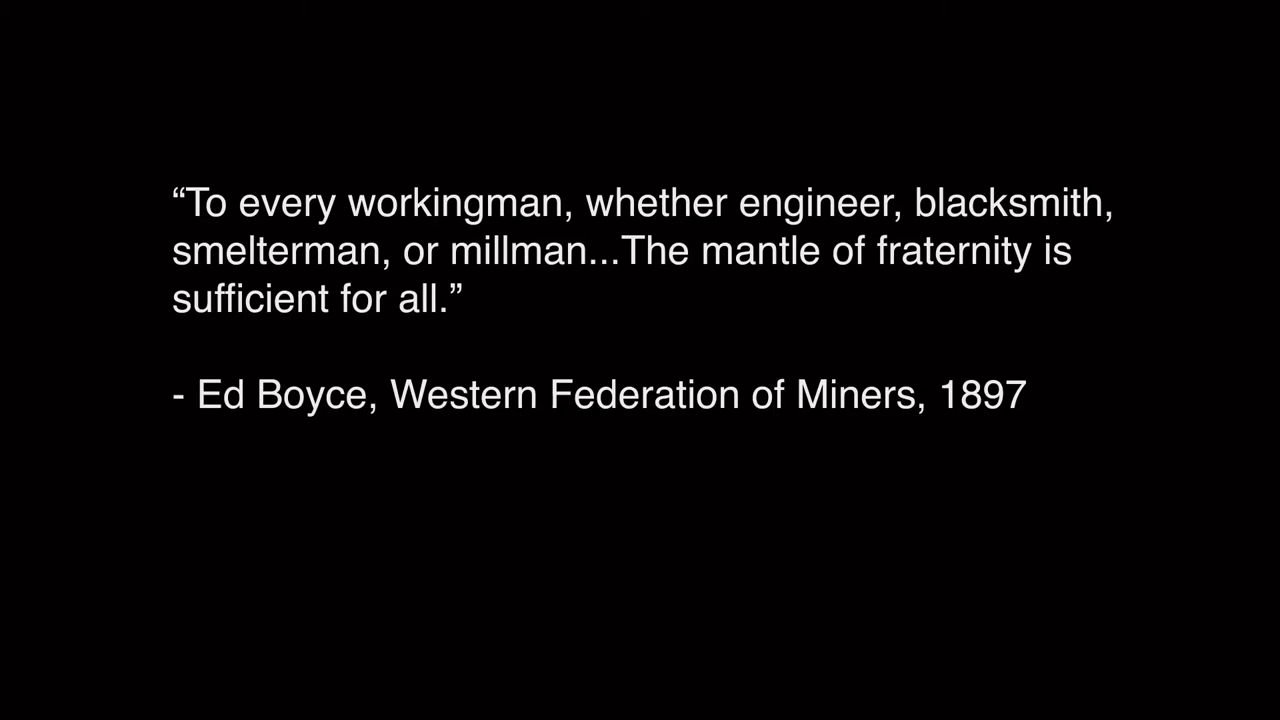 “To every workingman, whether engineer, blacksmith,
smelterman, or millman...The mantle of fraternity is
sufficient for all.”
- Ed Boyce, Western Federation of Miners, 1897